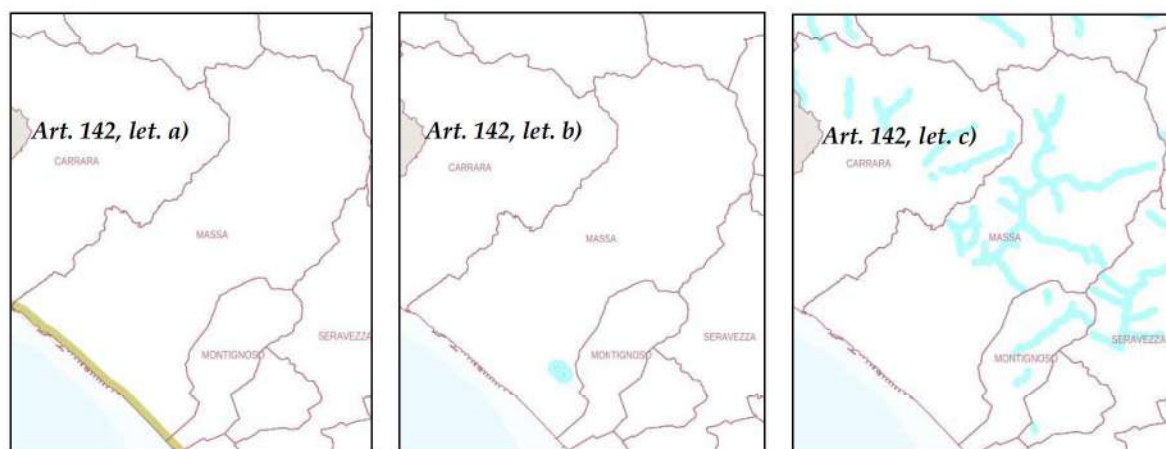 Art. 142, let. a)
CARRARA
MASSA
SERAVEZZA
MONTIGNOSO
Art. 142, let. b)
CARRARA
MASSA
SERAVEZZA
MONTIGNOSO
Art. 142, let. c)
CARRARA
MASSA
SERAVEZZA
MONTIGNOSO